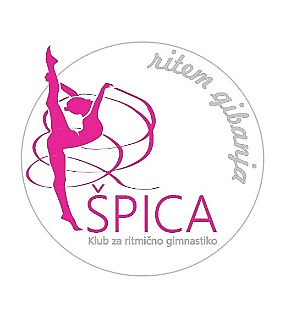 ritem gibanja
ŠPICA
Klub za ritmično gimnastiko